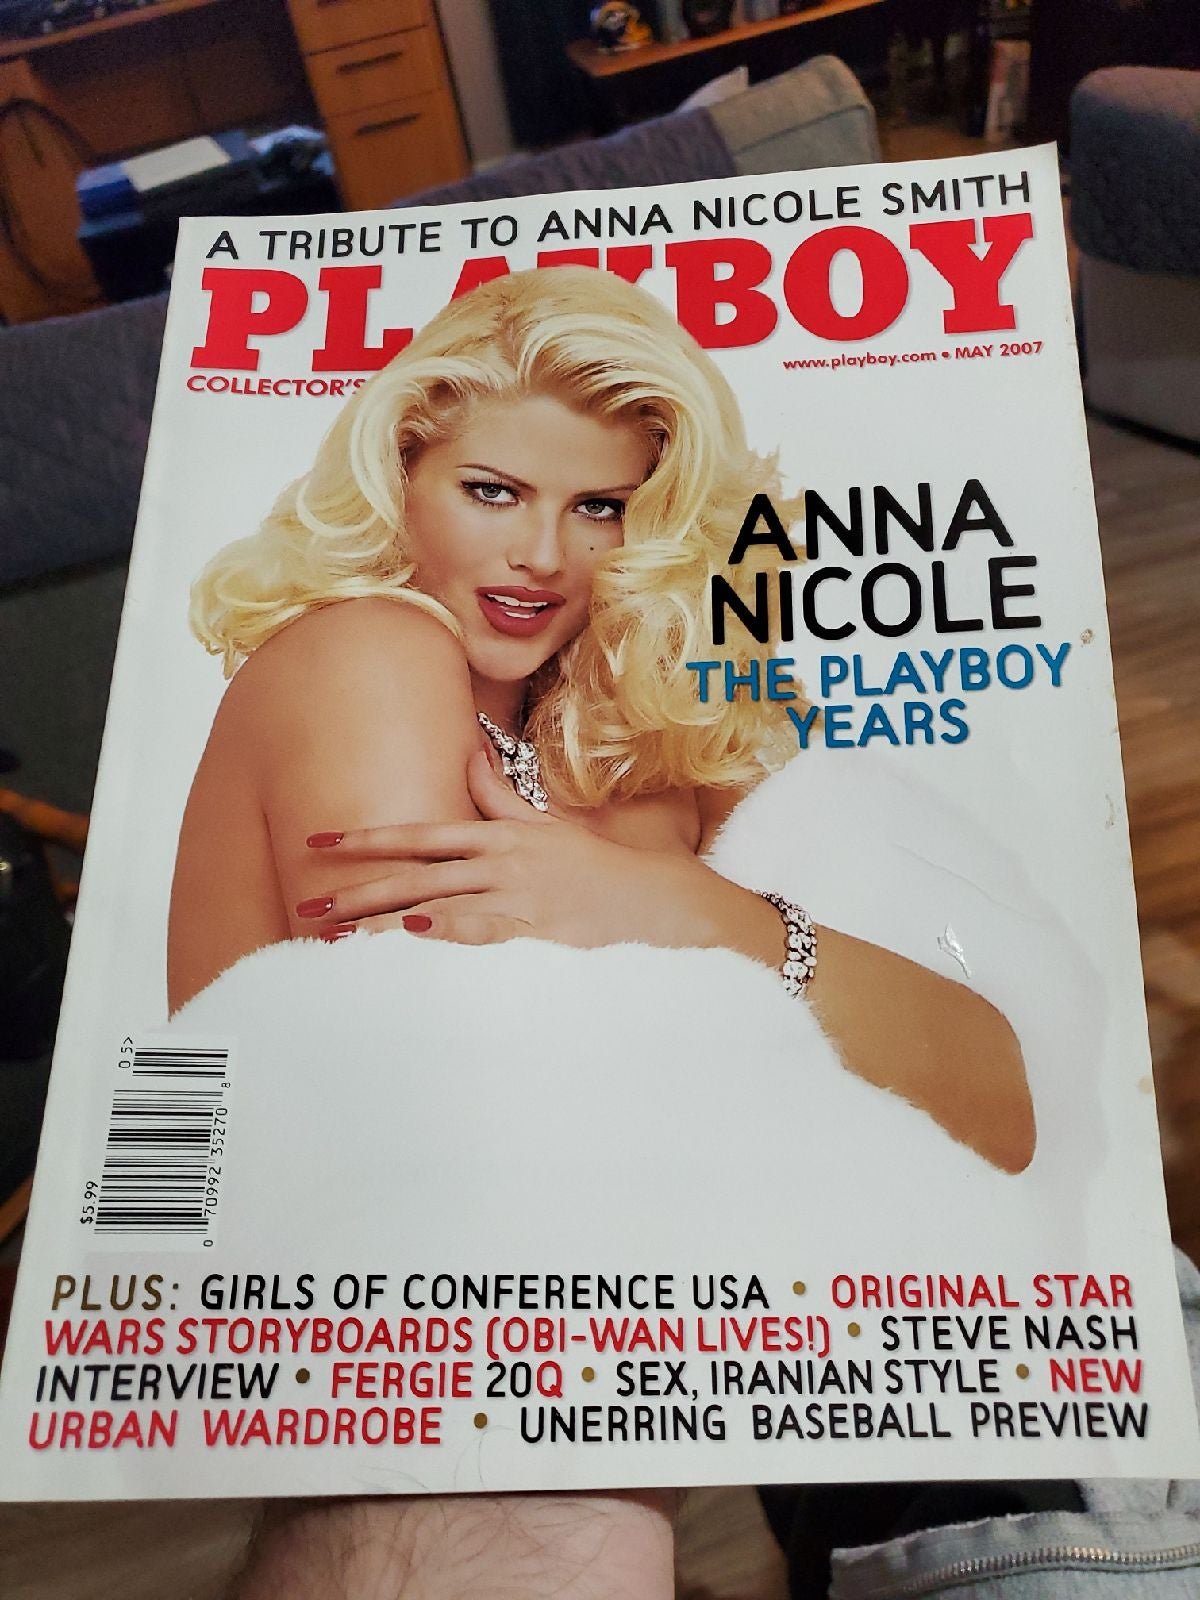 A TRIBUTE TO ANNA NICOLE SMITH
PLAYBOY
COLLECTOR'S
www.playboy.com • MAY 2007
ANNA
NICOLE
THE PLAYBOY
YEARS
05>
$5.99
0 70992 35270 8
PLUS: GIRLS OF CONFERENCE USA • ORIGINAL STAR
WARS STORYBOARDS (OBI-WAN LIVES!) • STEVE NASH
INTERVIEW • FERGIE 20Q • SEX, IRANIAN STYLE • NEW
URBAN WARDROBE • UNERRING BASEBALL PREVIEW